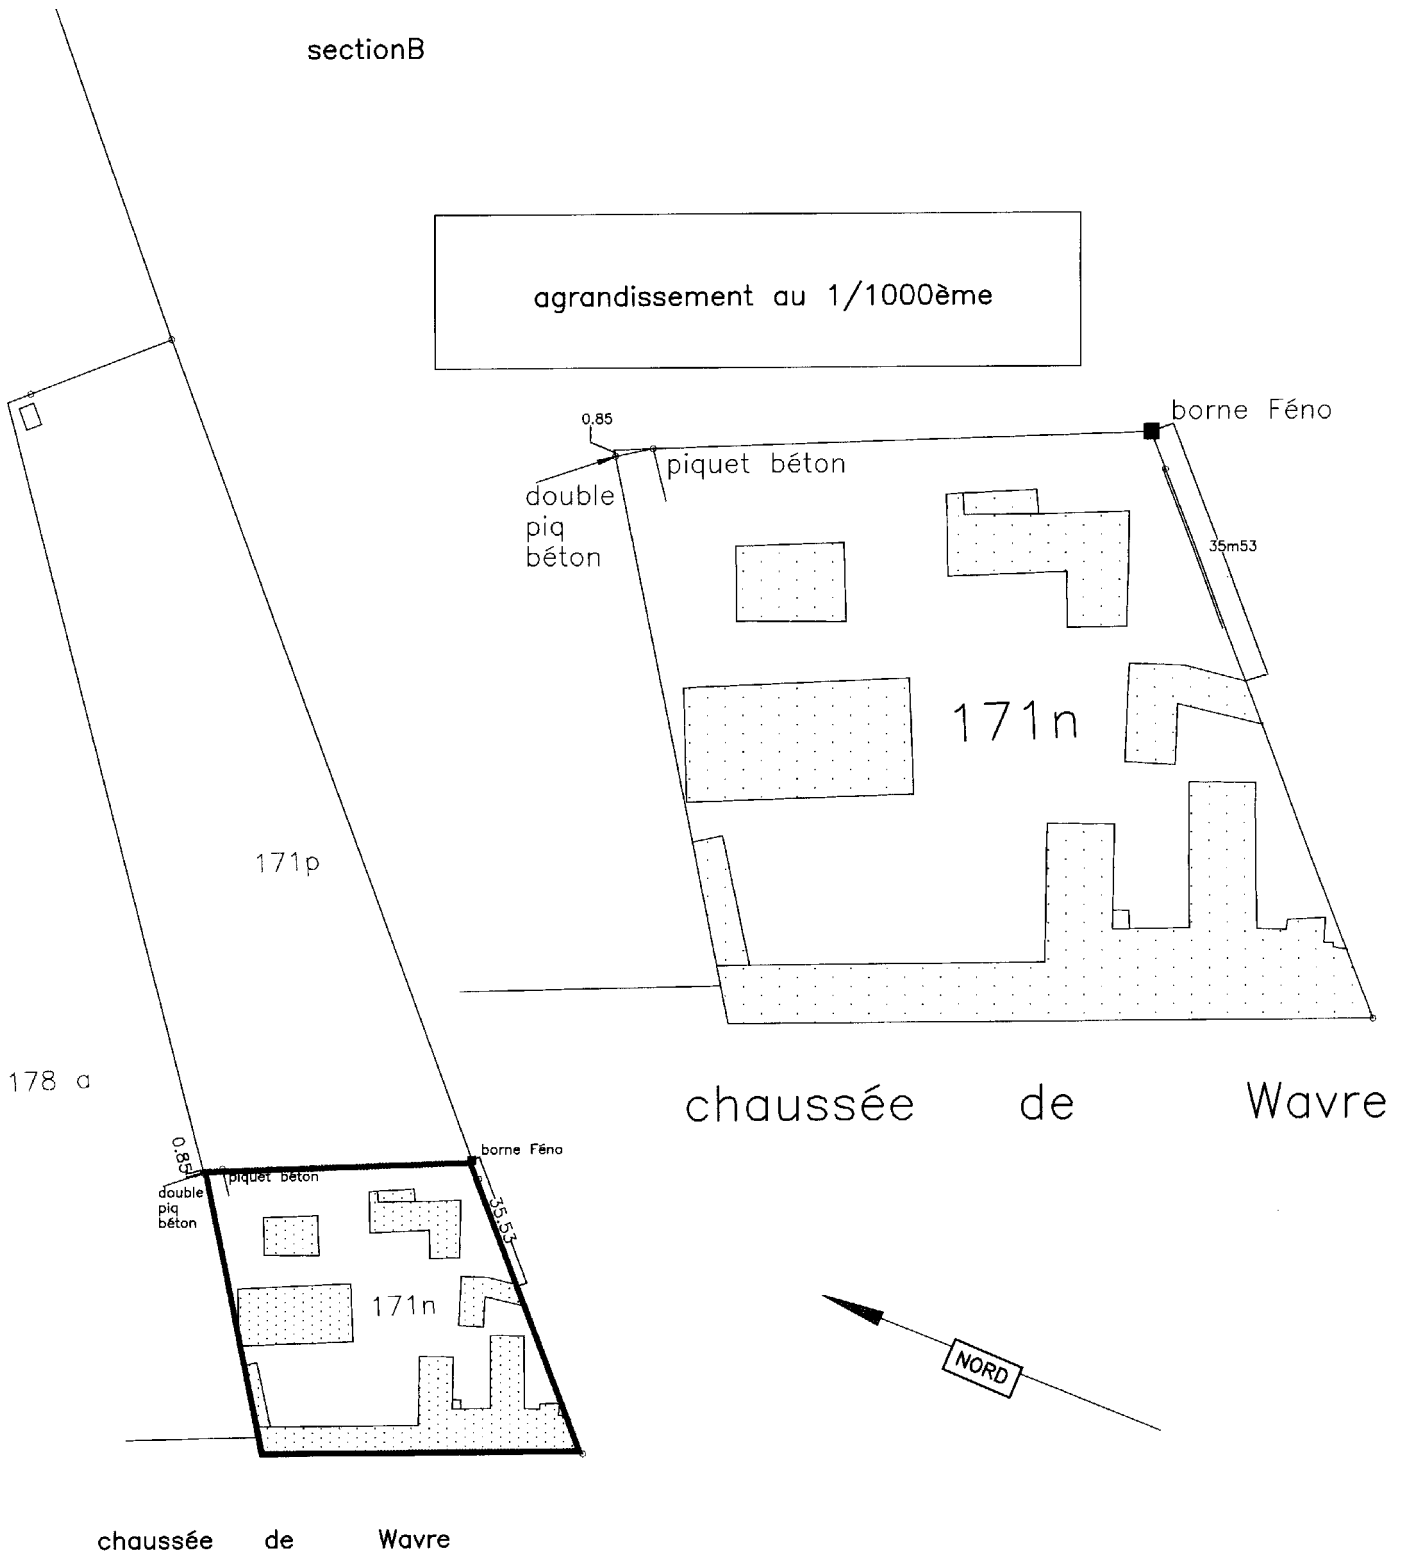 sectionB
agrandissement au 1/1000ème
0.85
borne Féno
piquet béton
double
piq
béton
35m53
171n
171p
178 a
chaussée de Wavre
0.85
borne Féno
piquet béton
double
piq
béton
35.53
171n
NORD
chaussée de Wavre